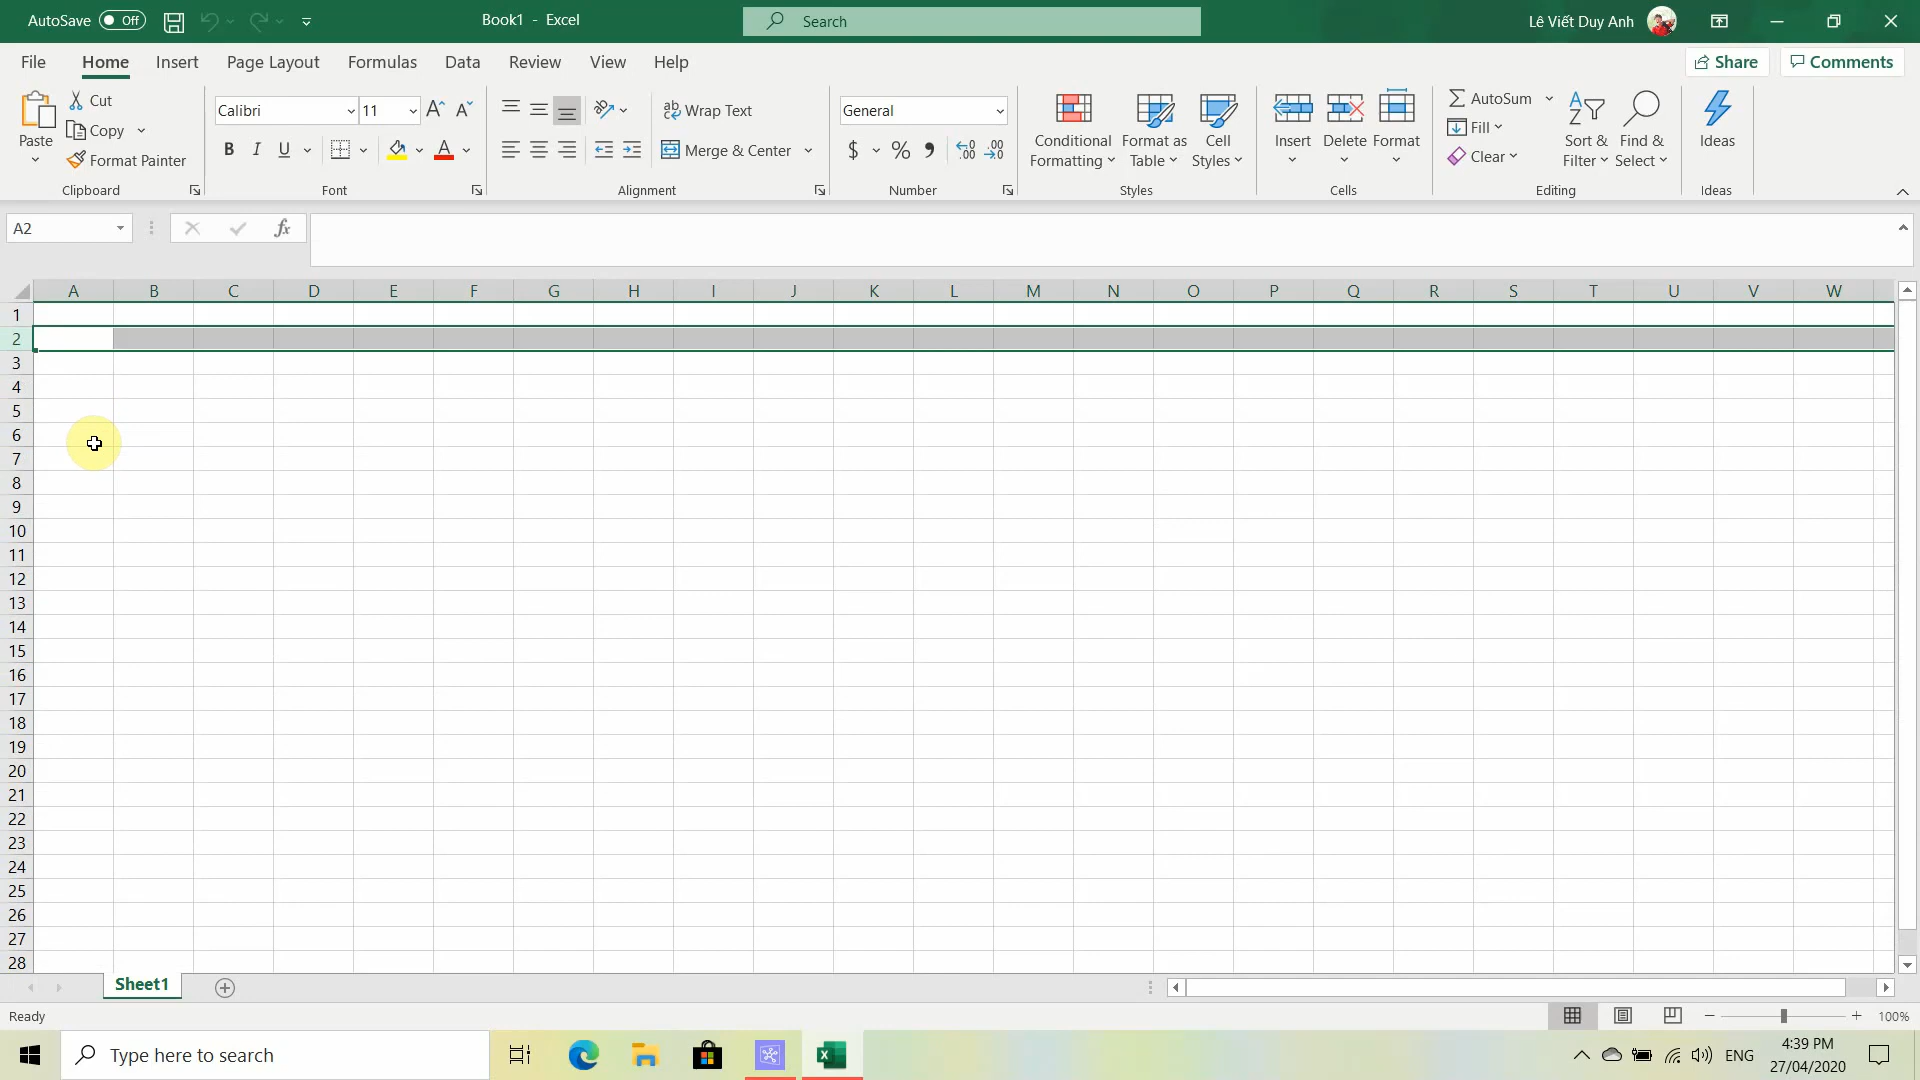 AutoSave Off Book1 - Excel Search Lê Viết Duy Anh
File Home Insert Page Layout Formulas Data Review View Help Share Comments
Paste Cut Copy Format Painter Clipboard
Calibri 11 B I U A Font
ab Wrap Text Merge & Center Alignment
General $ % Number
Conditional Formatting Format as Table Cell Styles Styles
Insert Delete Format Cells
AutoSum Fill Clear Sort & Filter Find & Select Editing
Ideas Ideas
A2 fx
A B C D E F G H I J K L M N O P Q R S T U V W
1
2
3
4
5
6
7
8
9
10
11
12
13
14
15
16
17
18
19
20
21
22
23
24
25
26
27
28
Sheet1
Ready 100%
Type here to search ENG 4:39 PM
27/04/2020